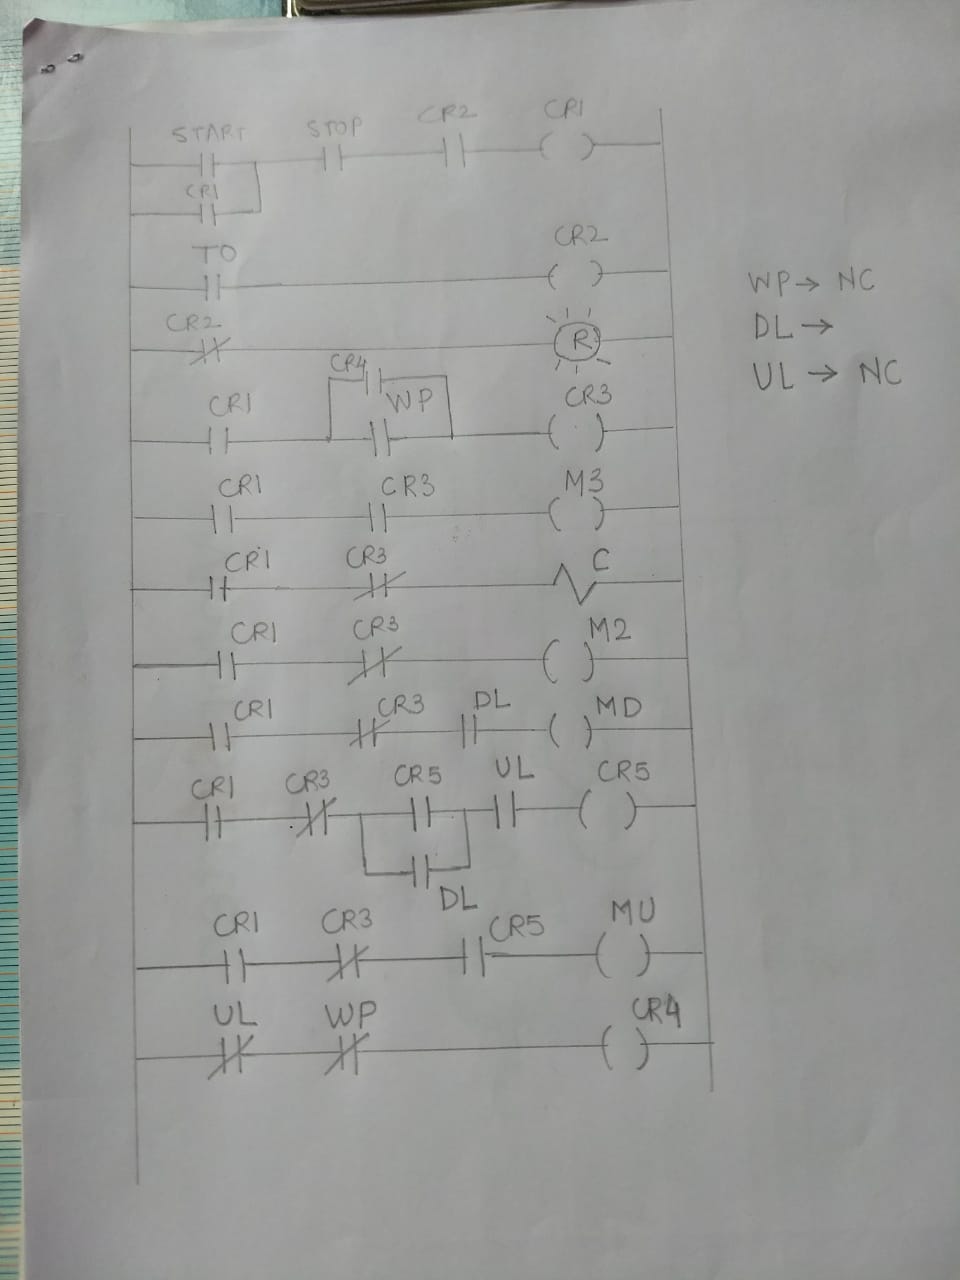 START STOP CR2 CR1
CR1
TO CR2
CR2 R
CR4
CR1 WP CR3
CR1 CR3 M3
CR1 CR3 C
CR1 CR3 M2
CR1 CR3 DL MD
CR1 CR3 CR5 UL CR5
DL
CR1 CR3 CR5 MU
UL WP CR4
WP → NC
DL →
UL → NC